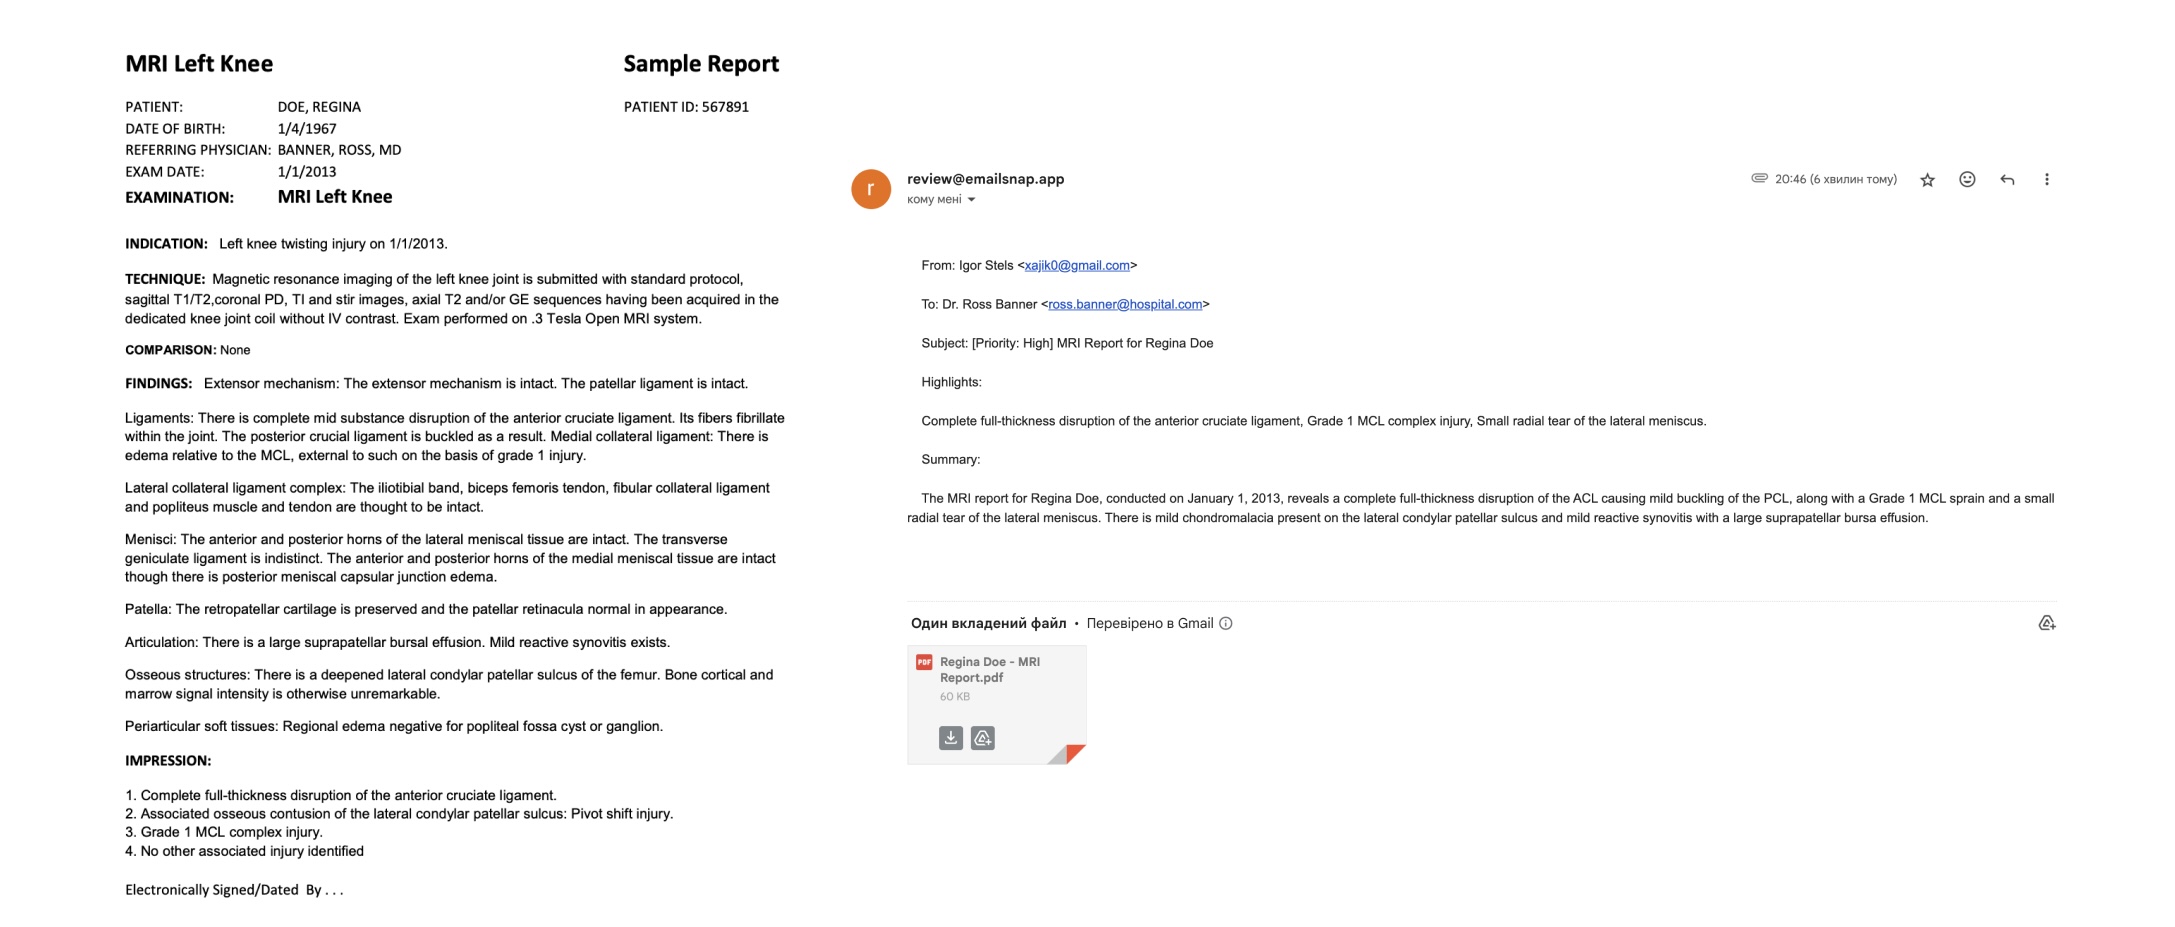 MRI Left Knee
Sample Report
PATIENT: DOE, REGINA
PATIENT ID: 567891
DATE OF BIRTH: 1/4/1967
REFERRING PHYSICIAN: BANNER, ROSS, MD
EXAM DATE: 1/1/2013
EXAMINATION: MRI Left Knee
INDICATION: Left knee twisting injury on 1/1/2013.
TECHNIQUE: Magnetic resonance imaging of the left knee joint is submitted with standard protocol,
sagittal T1/T2,coronal PD, TI and stir images, axial T2 and/or GE sequences having been acquired in the
dedicated knee joint coil without IV contrast. Exam performed on .3 Tesla Open MRI system.
COMPARISON: None
FINDINGS: Extensor mechanism: The extensor mechanism is intact. The patellar ligament is intact.
Ligaments: There is complete mid substance disruption of the anterior cruciate ligament. Its fibers fibrillate
within the joint. The posterior crucial ligament is buckled as a result. Medial collateral ligament: There is
edema relative to the MCL, external to such on the basis of grade 1 injury.
Lateral collateral ligament complex: The iliotibial band, biceps femoris tendon, fibular collateral ligament
and popliteus muscle and tendon are thought to be intact.
Menisci: The anterior and posterior horns of the lateral meniscal tissue are intact. The transverse
geniculate ligament is indistinct. The anterior and posterior horns of the medial meniscal tissue are intact
though there is posterior meniscal capsular junction edema.
Patella: The retropatellar cartilage is preserved and the patellar retinacula normal in appearance.
Articulation: There is a large suprapatellar bursal effusion. Mild reactive synovitis exists.
Osseous structures: There is a deepened lateral condylar patellar sulcus of the femur. Bone cortical and
marrow signal intensity is otherwise unremarkable.
Periarticular soft tissues: Regional edema negative for popliteal fossa cyst or ganglion.
IMPRESSION:
1. Complete full-thickness disruption of the anterior cruciate ligament.
2. Associated osseous contusion of the lateral condylar patellar sulcus: Pivot shift injury.
3. Grade 1 MCL complex injury.
4. No other associated injury identified
Electronically Signed/Dated By . . .
r
review@emailsnap.app
20:46 (6 хвилин тому)
кому мені
From: Igor Stels <xajik0@gmail.com>
To: Dr. Ross Banner <ross.banner@hospital.com>
Subject: [Priority: High] MRI Report for Regina Doe
Highlights:
Complete full-thickness disruption of the anterior cruciate ligament, Grade 1 MCL complex injury, Small radial tear of the lateral meniscus.
Summary:
The MRI report for Regina Doe, conducted on January 1, 2013, reveals a complete full-thickness disruption of the ACL causing mild buckling of the PCL, along with a Grade 1 MCL sprain and a small
radial tear of the lateral meniscus. There is mild chondromalacia present on the lateral condylar patellar sulcus and mild reactive synovitis with a large suprapatellar bursa effusion.
Один вкладений файл • Перевірено в Gmail
PDF
Regina Doe - MRI
Report.pdf
60 KB